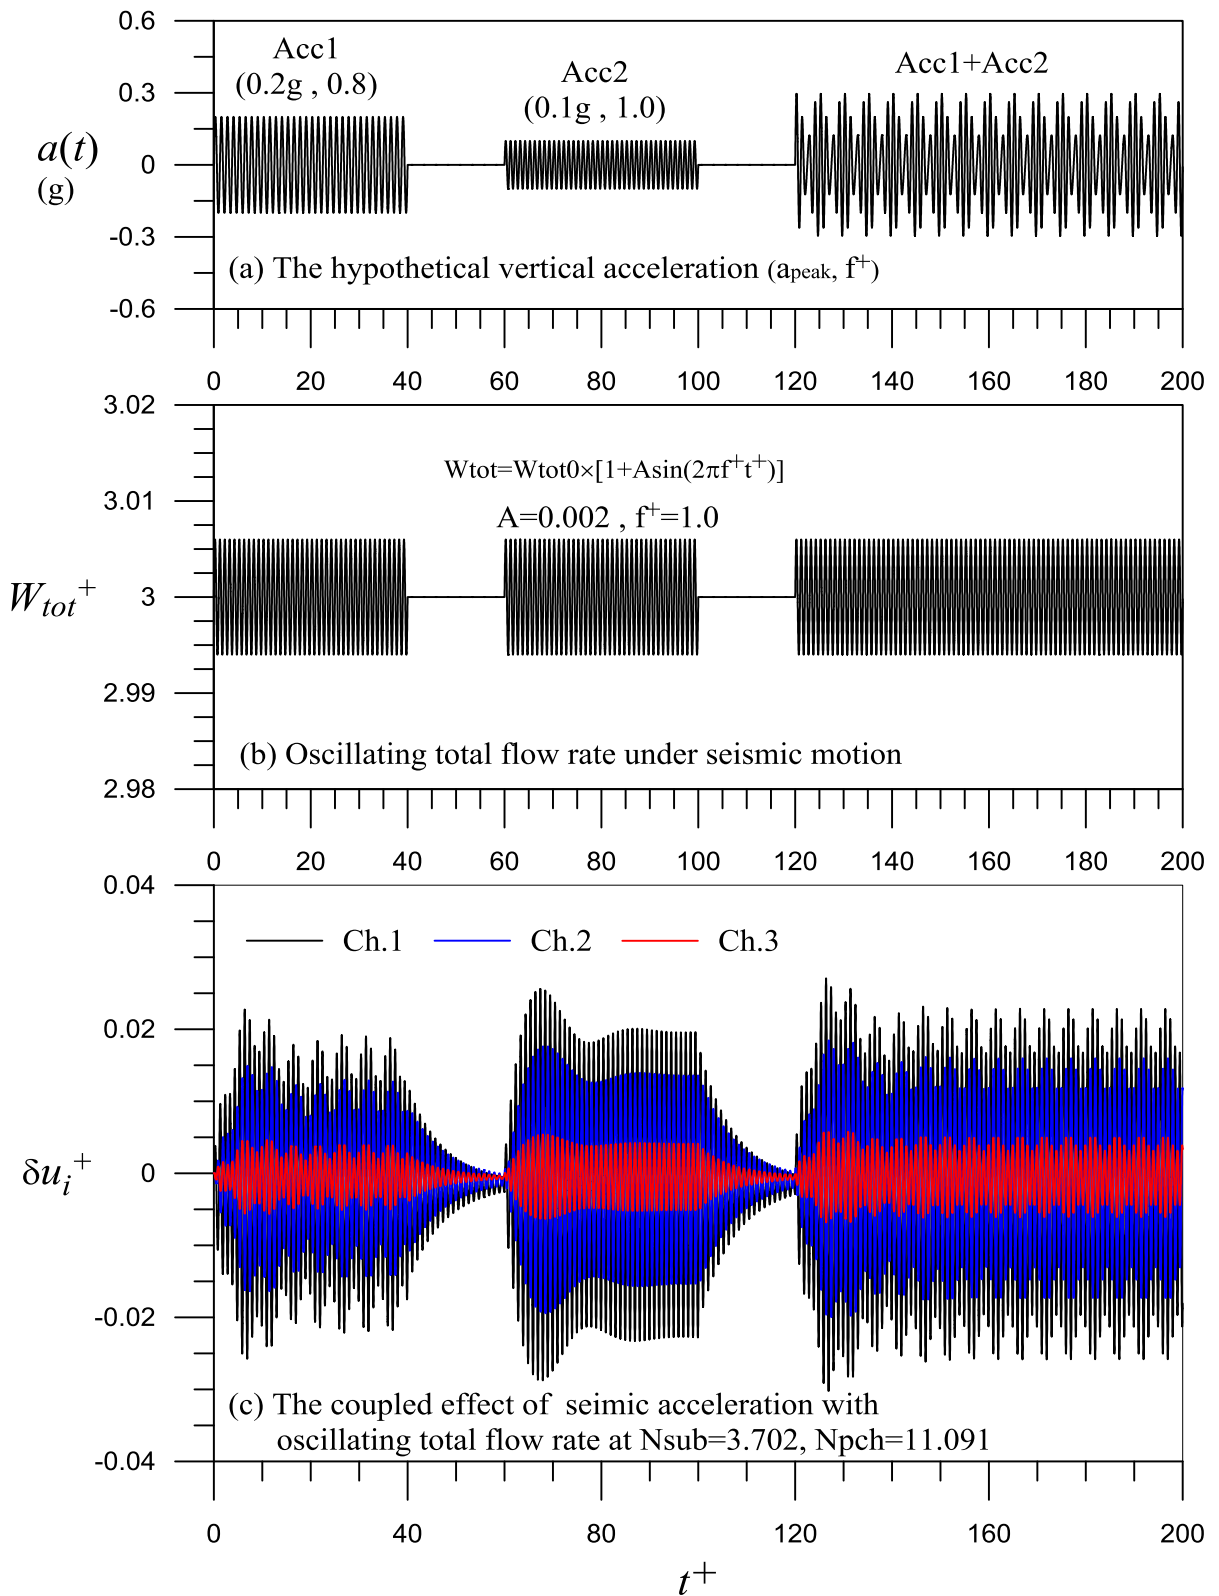 0.6
0.3
0
-0.3
-0.6
a(t)
(g)
Acc1
(0.2g , 0.8)
Acc2
(0.1g , 1.0)
Acc1+Acc2
(a) The hypothetical vertical acceleration (apeak, f+)
0 20 40 60 80 100 120 140 160 180 200
3.02
3.01
3
2.99
2.98
Wtot+
Wtot=Wtot0×[1+Asin(2πf+t+)]
A=0.002 , f+=1.0
(b) Oscillating total flow rate under seismic motion
0 20 40 60 80 100 120 140 160 180 200
0.04
0.02
0
-0.02
-0.04
δui+
Ch.1 Ch.2 Ch.3
(c) The coupled effect of seimic acceleration with
oscillating total flow rate at Nsub=3.702, Npch=11.091
0 40 80 120 160 200
t+